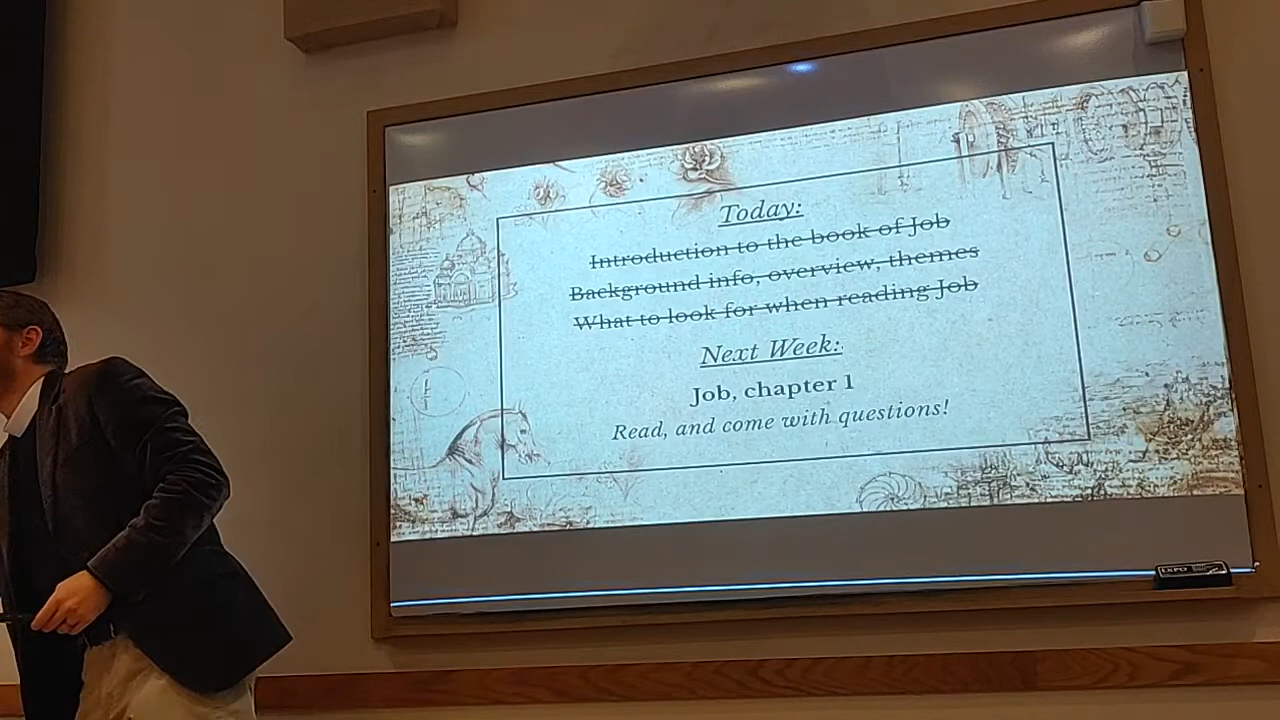 Today:
Introduction to the book of Job
Background info, overview, themes
What to look for when reading Job
Next Week:
Job, chapter 1
Read, and come with questions!
EXPO